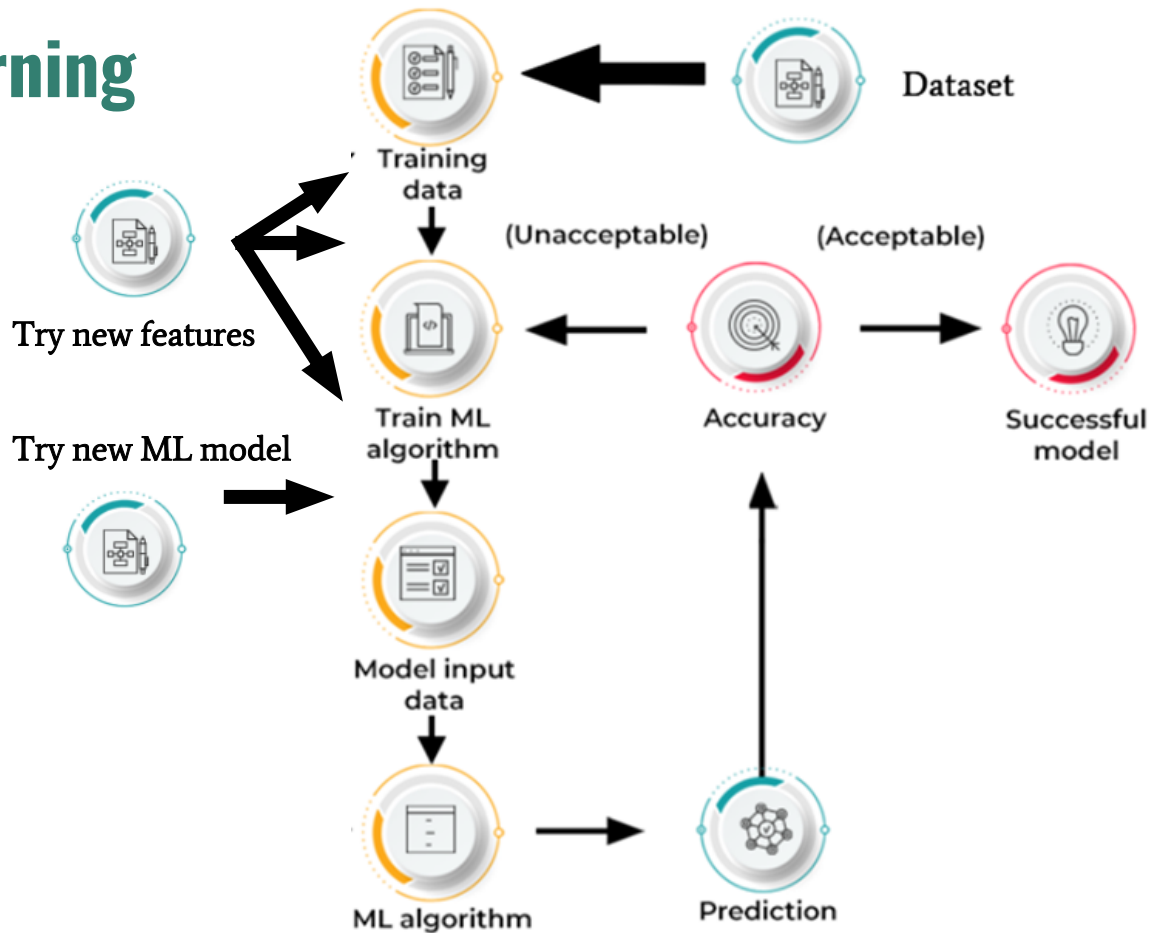 rning
Dataset
Training
data
(Unacceptable)
(Acceptable)
Try new features
Train ML
algorithm
Accuracy
Successful
model
Try new ML model
Model input
data
ML algorithm
Prediction